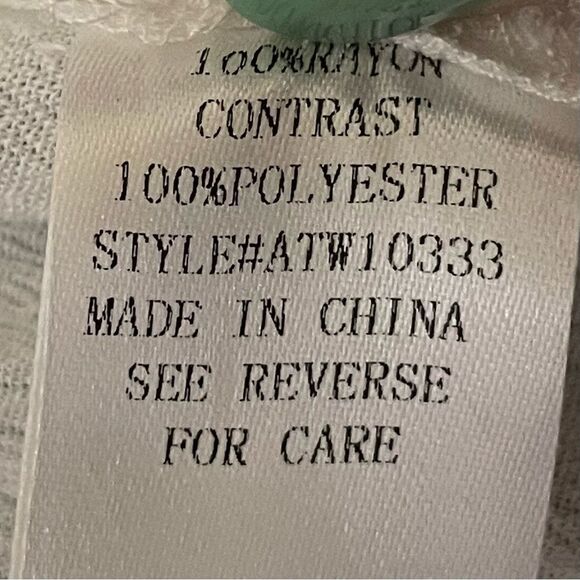 100%RAYON
CONTRAST
100%POLYESTER
STYLE#ATW10333
MADE IN CHINA
SEE REVERSE
FOR CARE